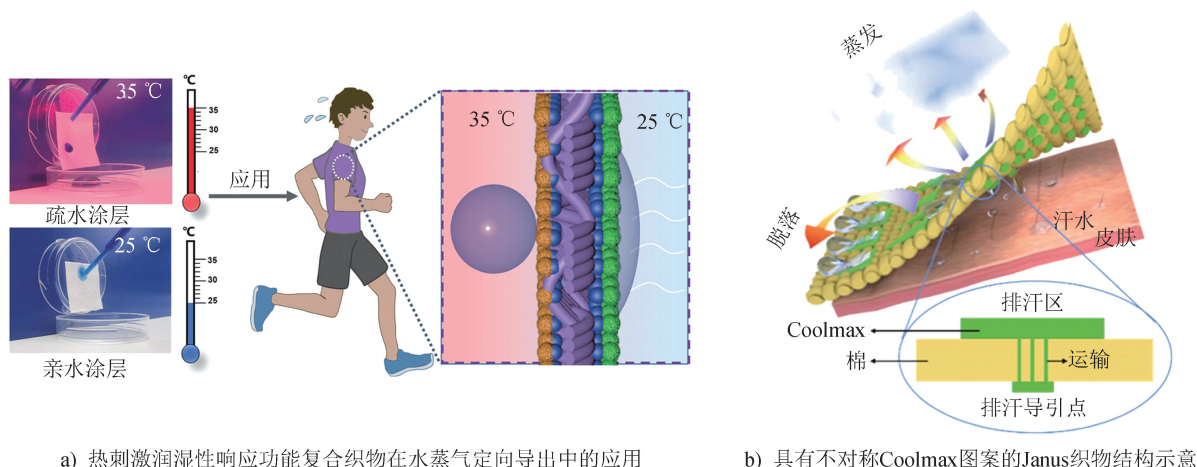 35 ℃
℃
35
30
25
疏水涂层
应用
25 ℃
℃
35
30
25
亲水涂层
35 ℃
25 ℃
a) 热刺激润湿性响应功能复合织物在水蒸气定向导出中的应用
蒸发
脱落
汗水
皮肤
排汗区
Coolmax
棉
运输
排汗导引点
b) 具有不对称Coolmax图案的Janus织物结构示意